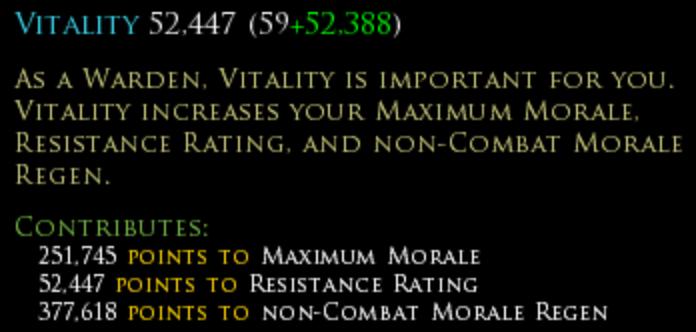 Vitality 52,447 (59+52,388)
As a Warden, Vitality is important for you.
Vitality increases your Maximum Morale,
Resistance Rating, and non-Combat Morale
Regen.
Contributes:
251,745 points to Maximum Morale
52,447 points to Resistance Rating
377,618 points to non-Combat Morale Regen